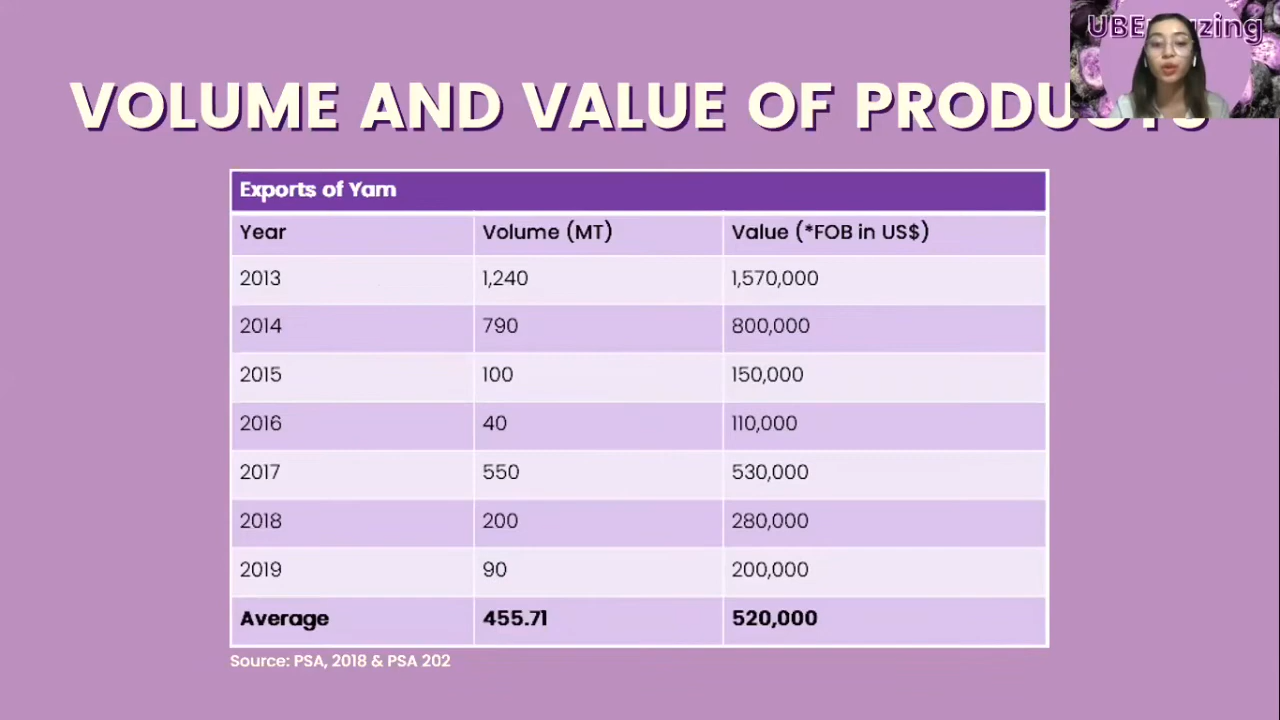 VOLUME AND VALUE OF PRODUCTS
Exports of Yam
Year Volume (MT) Value (*FOB in US$)
2013 1,240 1,570,000
2014 790 800,000
2015 100 150,000
2016 40 110,000
2017 550 530,000
2018 200 280,000
2019 90 200,000
Average 455.71 520,000
Source: PSA, 2018 & PSA 202